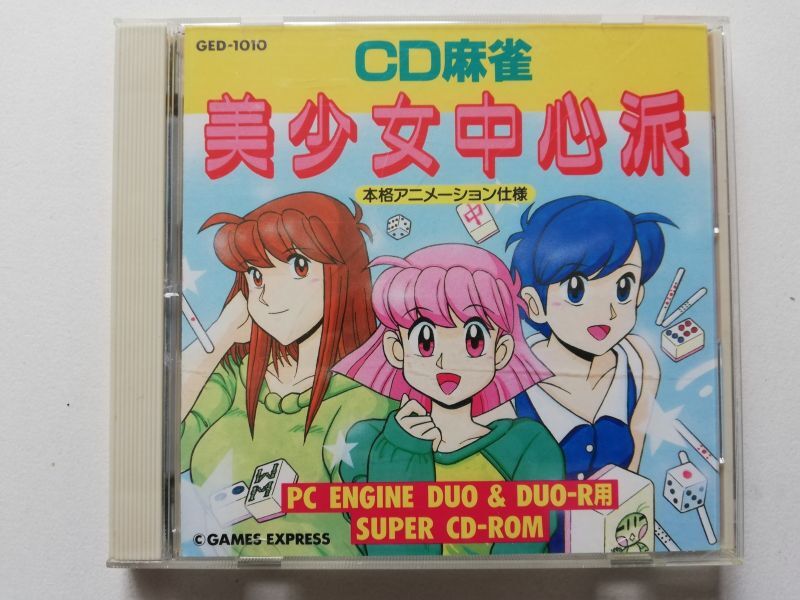 GED-1010
CD麻雀
美少女中心派
本格アニメーション仕様
中
PC ENGINE DUO & DUO-R用
SUPER CD-ROM
©GAMES EXPRESS